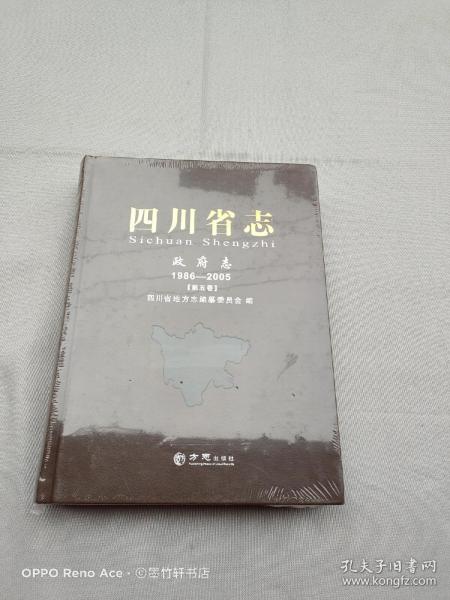 四川省志
Sichuan Shengzhi
政府志
1986—2005
【第五卷】
四川省地方志编纂委员会 编
方志出版社
OPPO Reno Ace · ©墨竹轩书店
孔夫子旧书网
www.kongfz.com